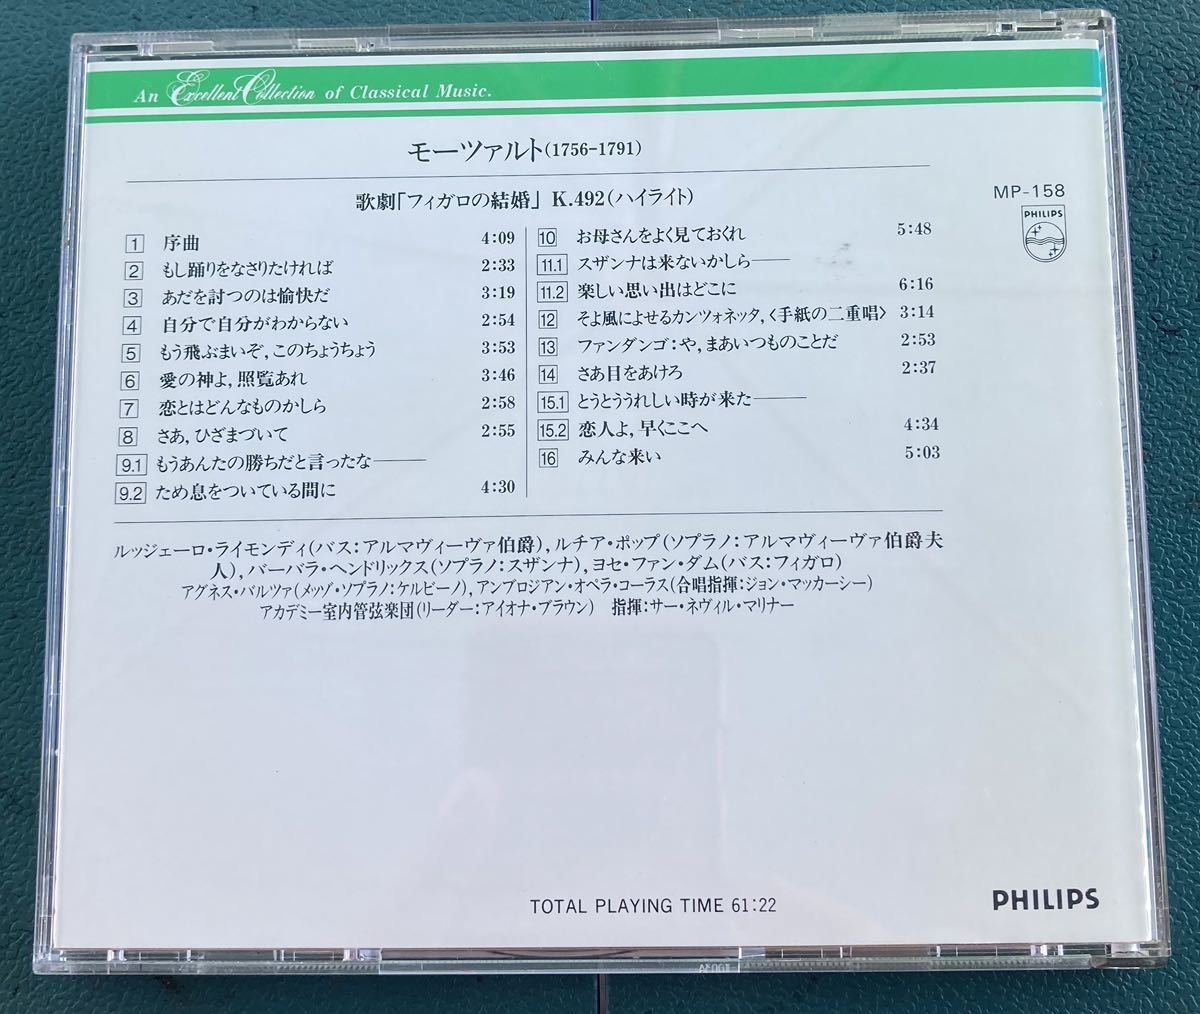 An Excellent Collection of Classical Music.
モーツァルト(1756-1791)
歌劇「フィガロの結婚」 K.492(ハイライト)
MP-158
PHILIPS
1 序曲 4:09
2 もし踊りをなさりたければ 2:33
3 あだを討つのは愉快だ 3:19
4 自分で自分がわからない 2:54
5 もう飛ぶまいぞ,このちょうちょう 3:53
6 愛の神よ,照覧あれ 3:46
7 恋とはどんなものかしら 2:58
8 さあ,ひざまづいて 2:55
9.1 もうあんたの勝ちだと言ったな——
9.2 ため息をついている間に 4:30
10 お母さんをよく見ておくれ 5:48
11.1 スザンナは来ないかしら——
11.2 楽しい思い出はどこに 6:16
12 そよ風によせるカンツォネッタ,〈手紙の二重唱〉 3:14
13 ファンダンゴ:や,まあいつものことだ 2:53
14 さあ目をあけろ 2:37
15.1 とうとううれしい時が来た——
15.2 恋人よ,早くここへ 4:34
16 みんな来い 5:03
ルッジェーロ・ライモンディ(バス:アルマヴィーヴァ伯爵),ルチア・ポップ(ソプラノ:アルマヴィーヴァ伯爵夫
人),バーバラ・ヘンドリックス(ソプラノ:スザンナ),ヨセ・ファン・ダム(バス:フィガロ)
アグネス・バルツァ(メッゾ・ソプラノ:ケルビーノ),アンブロジアン・オペラ・コーラス(合唱指揮:ジョン・マッカーシー)
アカデミー室内管弦楽団(リーダー:アイオナ・ブラウン) 指揮:サー・ネヴィル・マリナー
TOTAL PLAYING TIME 61:22
PHILIPS